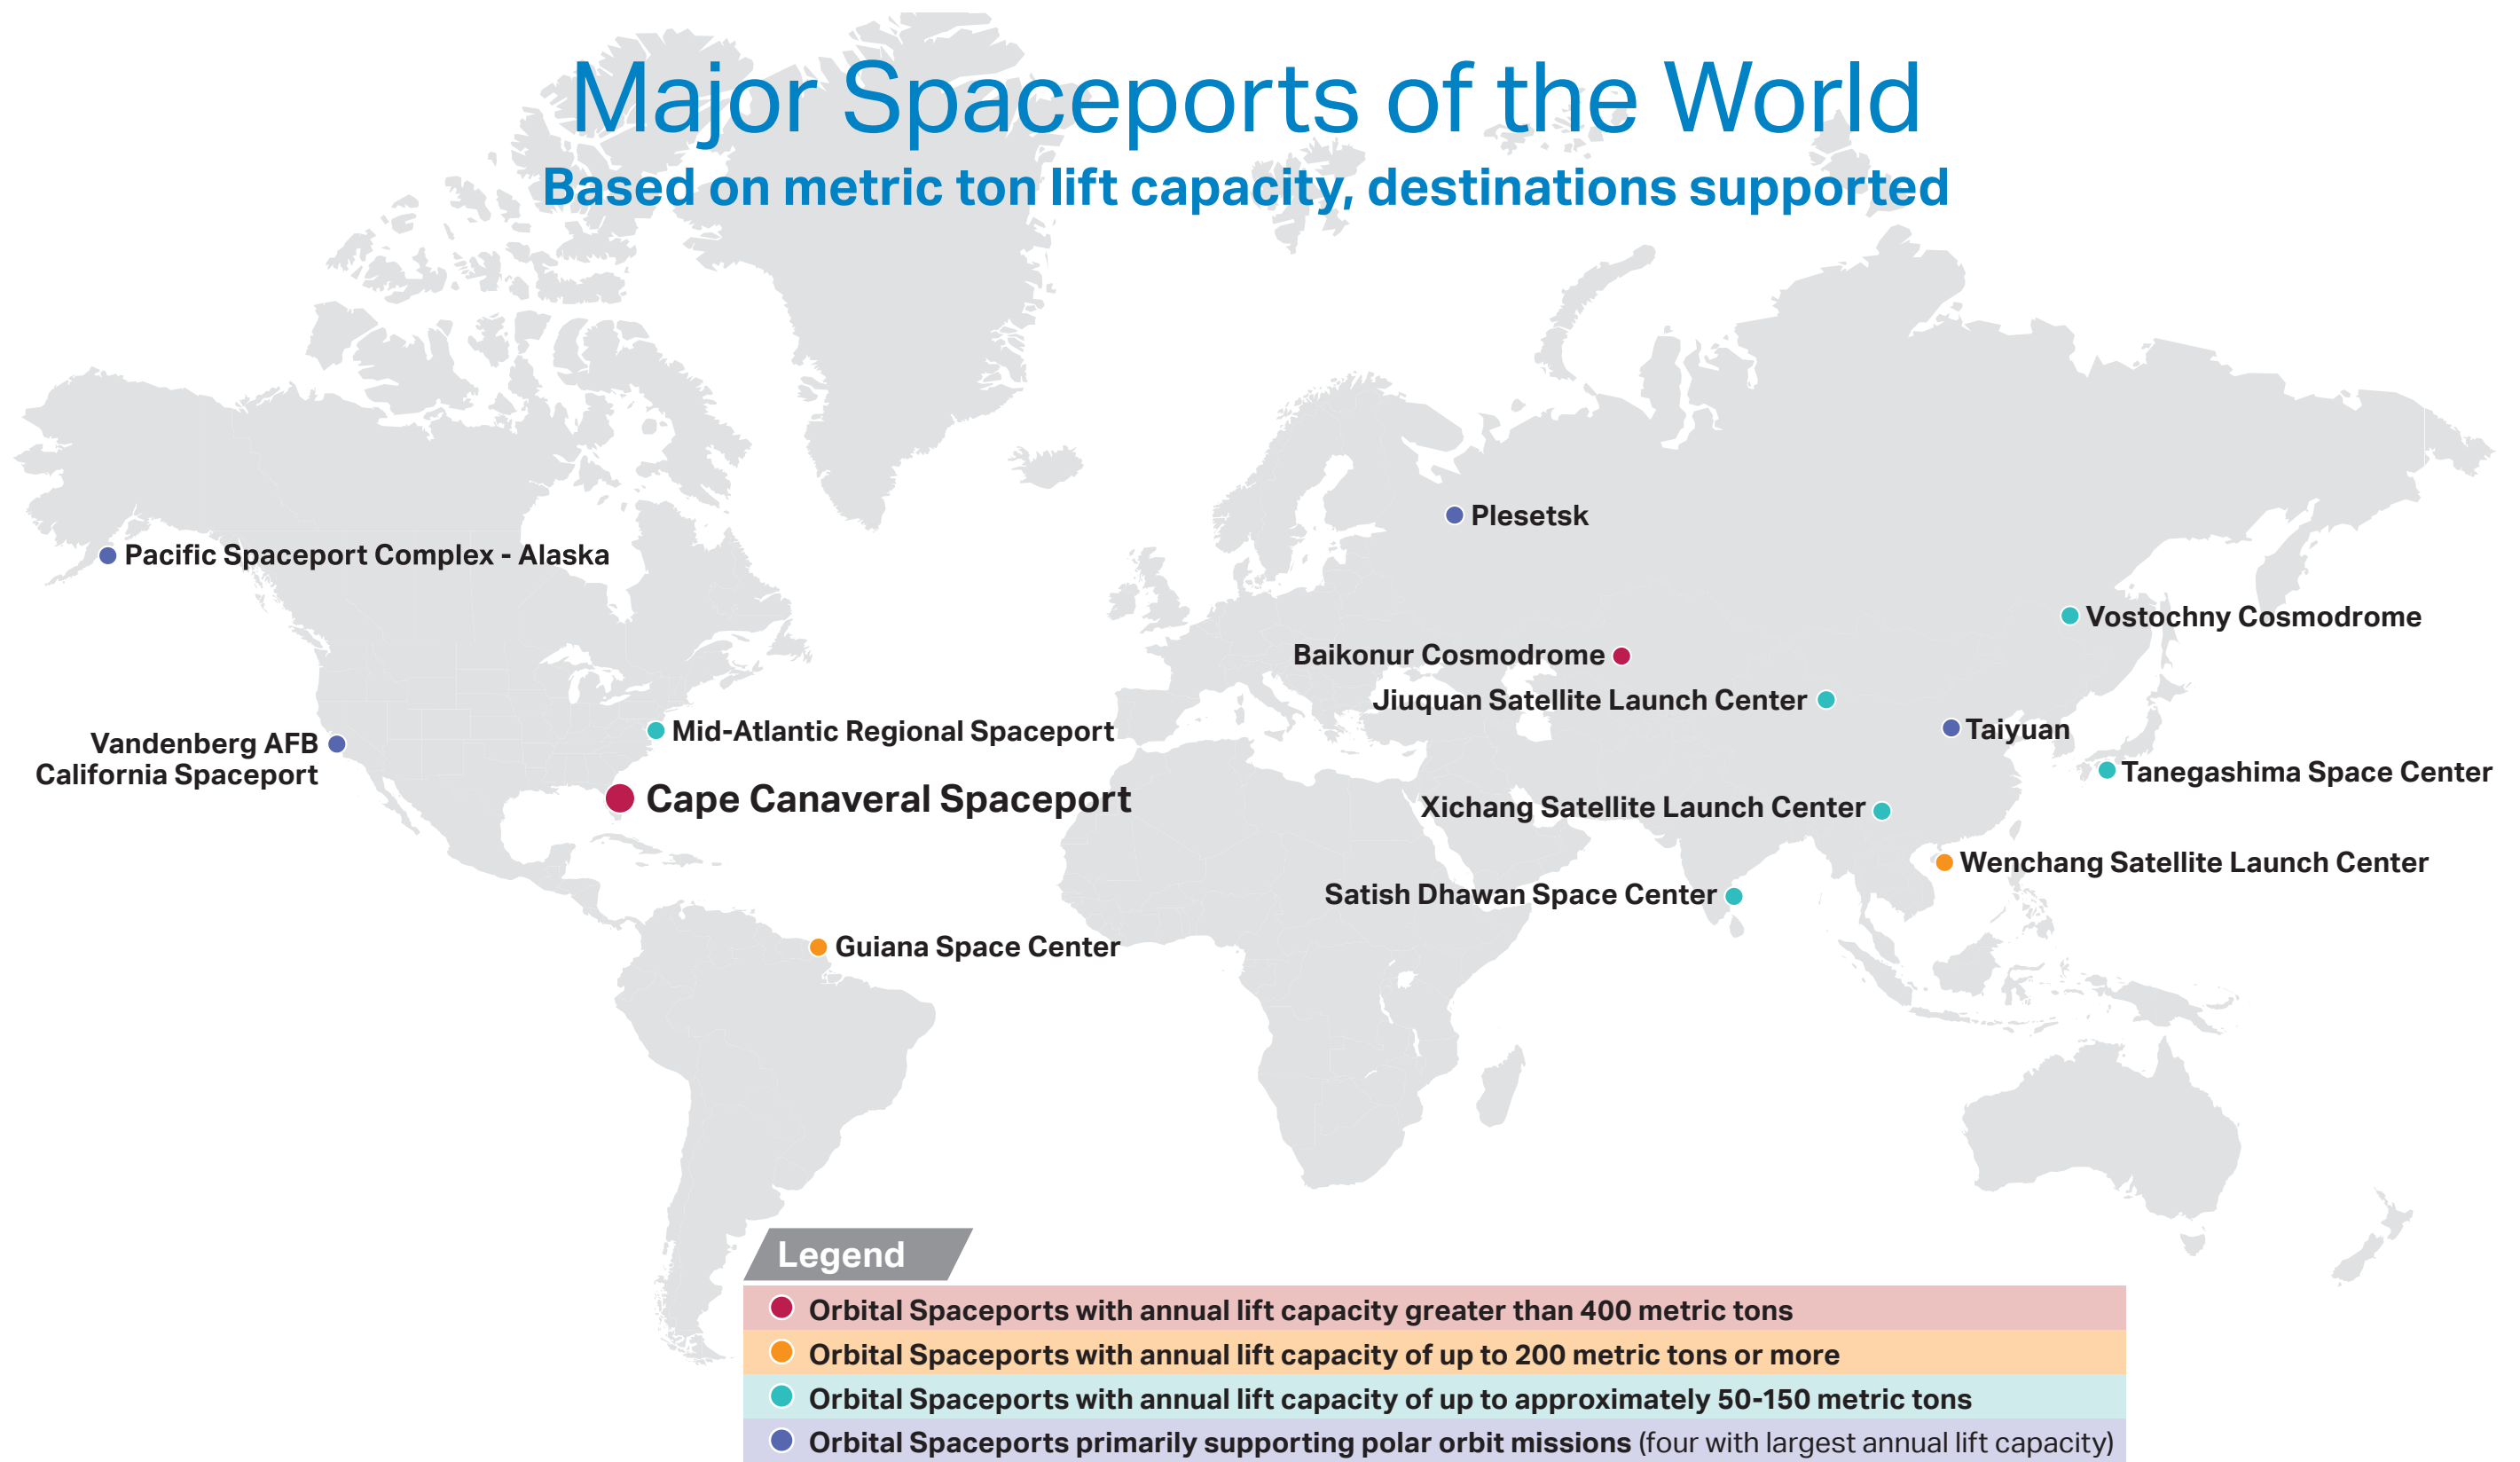 Major Spaceports of the World
Based on metric ton lift capacity, destinations supported
Plesetsk
Pacific Spaceport Complex - Alaska
Vostochny Cosmodrome
Baikonur Cosmodrome
Jiuquan Satellite Launch Center
Taiyuan
Mid-Atlantic Regional Spaceport
Vandenberg AFB
California Spaceport
Tanegashima Space Center
Cape Canaveral Spaceport
Xichang Satellite Launch Center
Wenchang Satellite Launch Center
Satish Dhawan Space Center
Guiana Space Center
Legend
Orbital Spaceports with annual lift capacity greater than 400 metric tons
Orbital Spaceports with annual lift capacity of up to 200 metric tons or more
Orbital Spaceports with annual lift capacity of up to approximately 50-150 metric tons
Orbital Spaceports primarily supporting polar orbit missions (four with largest annual lift capacity)